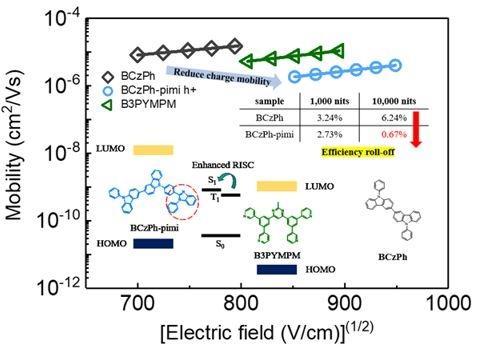 10-4
10-6
10-8
10-10
10-12
Mobility (cm2/Vs)
BCzPh
BCzPh-pimi h+
B3PYMPM
Reduce charge mobility
sample 1,000 nits 10,000 nits
BCzPh 3.24% 6.24%
BCzPh-pimi 2.73% 0.67%
Efficiency roll-off
LUMO
Enhanced RISC
S1
T1
LUMO
BCzPh-pimi
HOMO
S0
B3PYMPM
HOMO
BCzPh
700 800 900 1000
[Electric field (V/cm)](1/2)